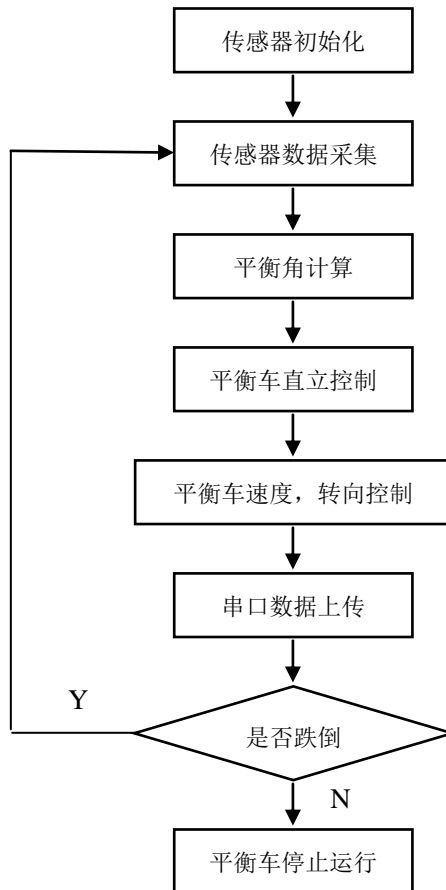 传感器初始化
传感器数据采集
平衡角计算
平衡车直立控制
平衡车速度，转向控制
串口数据上传
Y
是否跌倒
N
平衡车停止运行